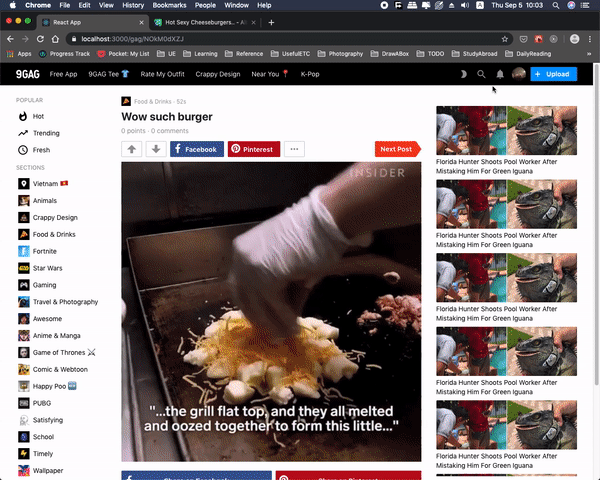 Chrome File Edit View History Bookmarks People Window Help
Thu Sep 5 10:03
React App
Hot Sexy Cheeseburgers..
localhost:3000/gag/NOkM0dXZJ
Apps Progress Track Pocket: My List UE Learning Reference UsefulETC Photography DrawABox TODO StudyAbroad DailyReading
9GAG Free App 9GAG Tee Rate My Outfit Crappy Design Near You K-Pop Upload
POPULAR
Hot
Trending
Fresh
SECTIONS
Vietnam
Animals
Crappy Design
Food & Drinks
Fortnite
Star Wars
Gaming
Travel & Photography
Awesome
Anime & Manga
Game of Thrones
Comic & Webtoon
Happy Poo
PUBG
Satisfying
School
Timely
Wallpaper
Food & Drinks · 52s
Wow such burger
0 points · 0 comments
Facebook Pinterest Next Post
INSIDER
"...the grill flat top, and they all melted
and oozed together to form this little..."
Share on Facebook Share on Pinterest
Florida Hunter Shoots Pool Worker After
Mistaking Him For Green Iguana
Florida Hunter Shoots Pool Worker After
Mistaking Him For Green Iguana
Florida Hunter Shoots Pool Worker After
Mistaking Him For Green Iguana
Florida Hunter Shoots Pool Worker After
Mistaking Him For Green Iguana
Florida Hunter Shoots Pool Worker After
Mistaking Him For Green Iguana